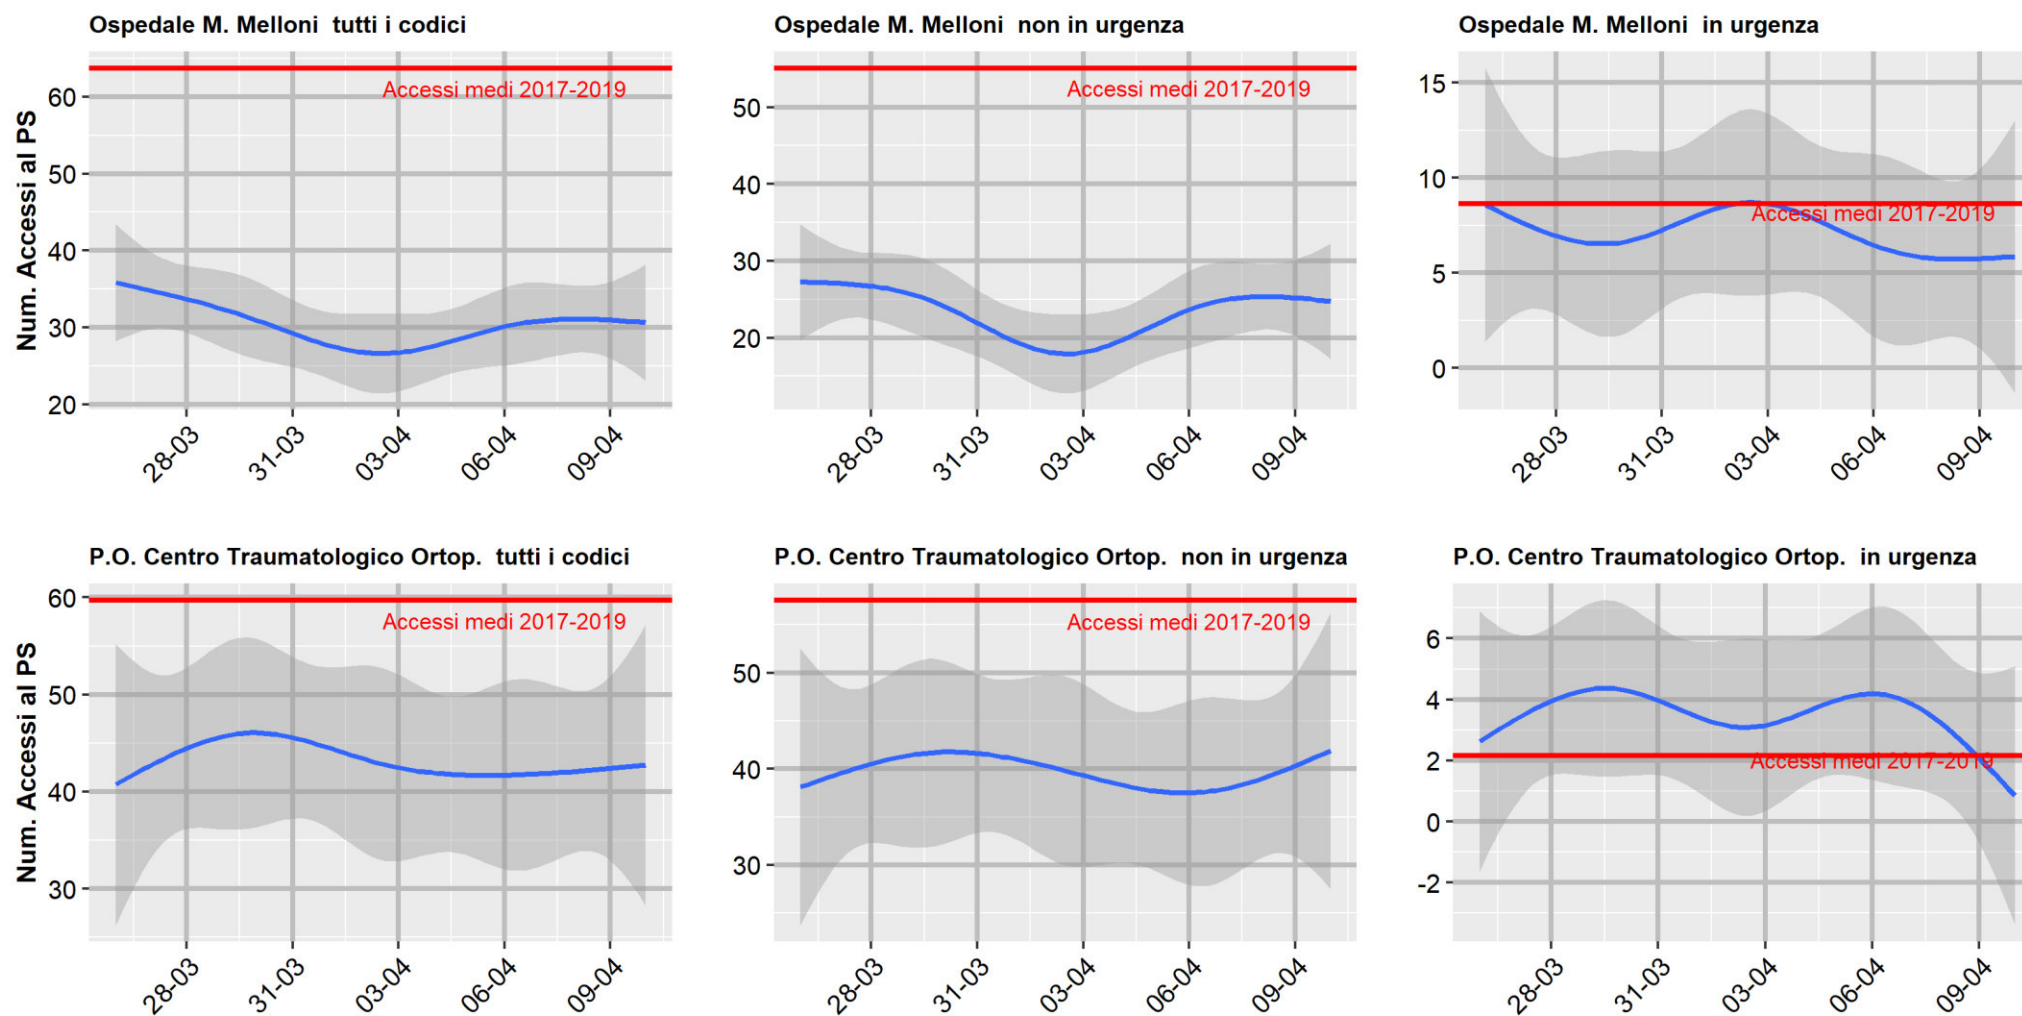 Ospedale M. Melloni  tutti i codici
Num. Accessi al PS
60
50
40
30
20
Accessi medi 2017-2019
28-03 31-03 03-04 06-04 09-04
Ospedale M. Melloni  non in urgenza
50
40
30
20
Accessi medi 2017-2019
28-03 31-03 03-04 06-04 09-04
Ospedale M. Melloni  in urgenza
15
10
5
0
Accessi medi 2017-2019
28-03 31-03 03-04 06-04 09-04
P.O. Centro Traumatologico Ortop.  tutti i codici
Num. Accessi al PS
60
50
40
30
Accessi medi 2017-2019
28-03 31-03 03-04 06-04 09-04
P.O. Centro Traumatologico Ortop.  non in urgenza
50
40
30
Accessi medi 2017-2019
28-03 31-03 03-04 06-04 09-04
P.O. Centro Traumatologico Ortop.  in urgenza
6
4
2
0
-2
Accessi medi 2017-2019
28-03 31-03 03-04 06-04 09-04